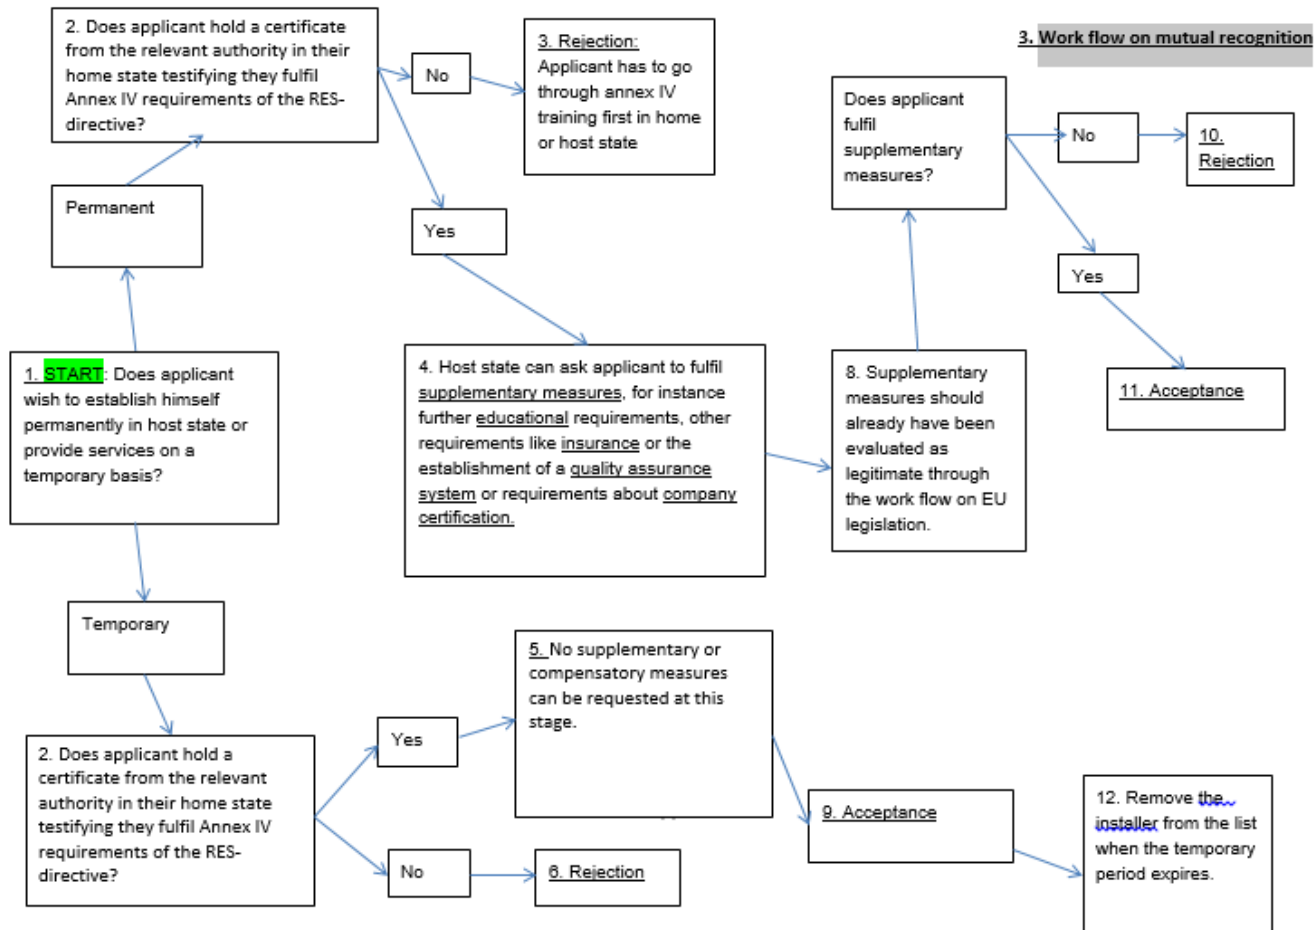 3. Work flow on mutual recognition
2. Does applicant hold a certificate
from the relevant authority in their
home state testifying they fulfil
Annex IV requirements of the RES-
directive?
No
3. Rejection:
Applicant has to go
through annex IV
training first in home
or host state
Does applicant
fulfil
supplementary
measures?
No
10.
Rejection
Permanent
Yes
Yes
1. START: Does applicant
wish to establish himself
permanently in host state or
provide services on a
temporary basis?
4. Host state can ask applicant to fulfil
supplementary measures, for instance
further educational requirements, other
requirements like insurance or the
establishment of a quality assurance
system or requirements about company
certification.
8. Supplementary
measures should
already have been
evaluated as
legitimate through
the work flow on EU
legislation.
11. Acceptance
Temporary
5. No supplementary or
compensatory measures
can be requested at this
stage.
2. Does applicant hold a
certificate from the relevant
authority in their home state
testifying they fulfil Annex IV
requirements of the RES-
directive?
Yes
No
6. Rejection
9. Acceptance
12. Remove the
installer from the list
when the temporary
period expires.